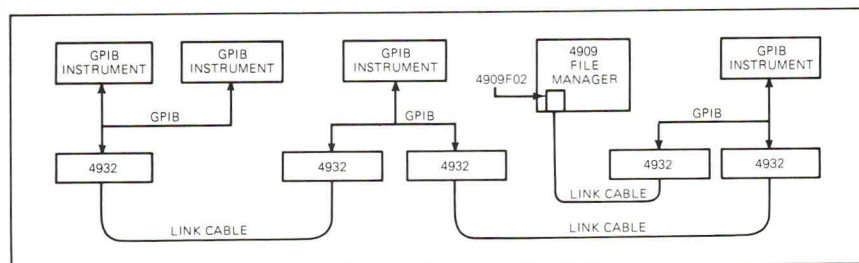 GPIB
INSTRUMENT
GPIB
INSTRUMENT
GPIB
INSTRUMENT
4909
FILE
MANAGER
GPIB
INSTRUMENT
4909F02
GPIB
GPIB
4932
4932
4932
4932
4932
LINK CABLE
LINK CABLE
LINK CABLE